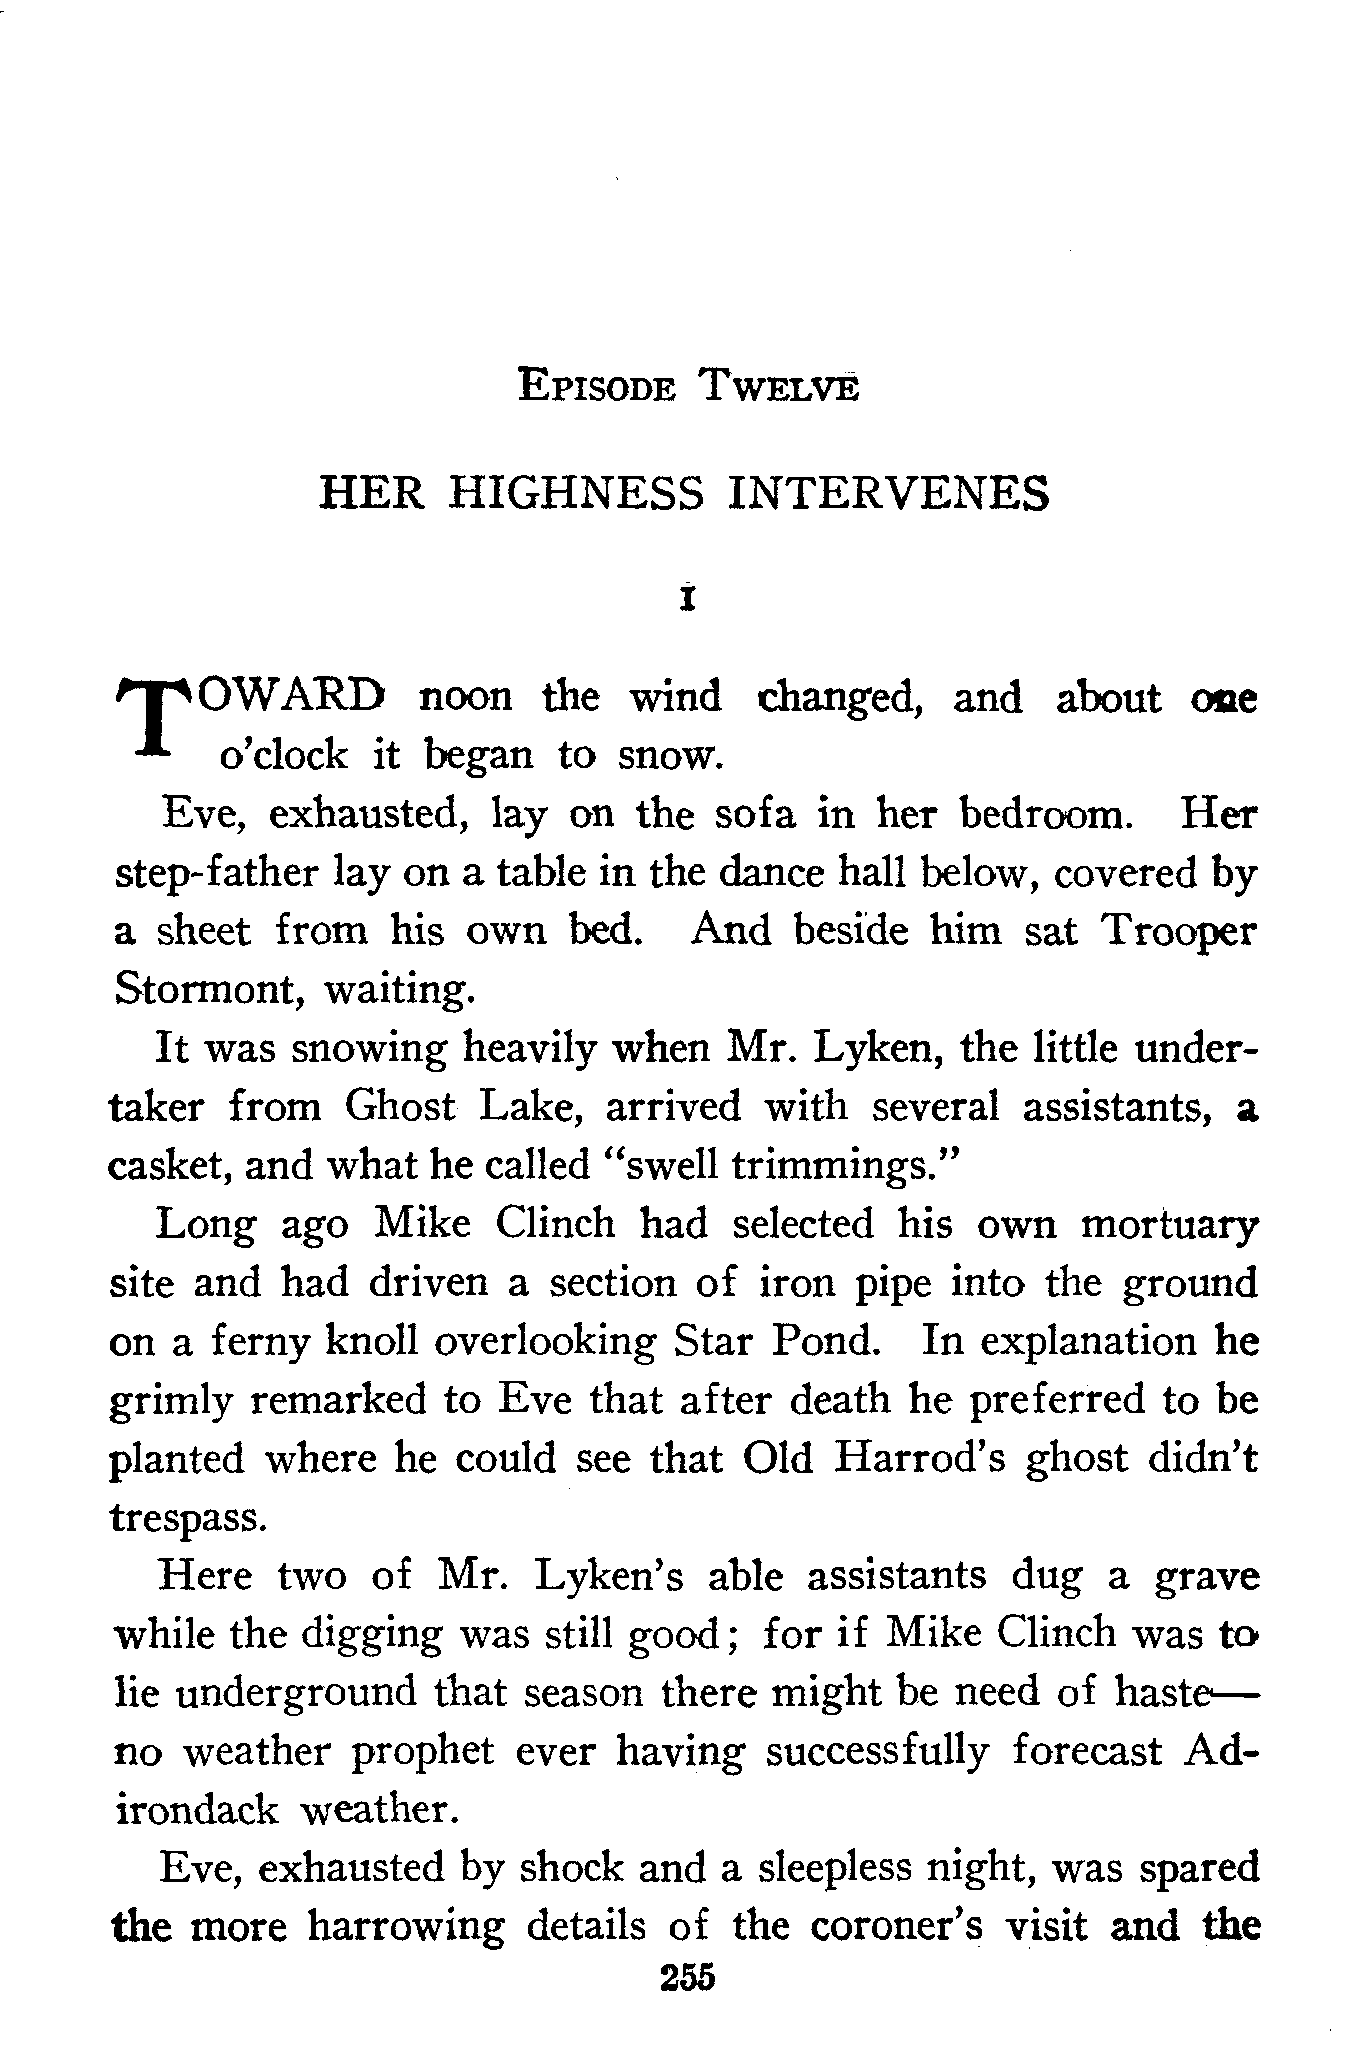 Episode Twelve
HER HIGHNESS INTERVENES
I
TOWARD noon the wind changed, and about one
o'clock it began to snow.
Eve, exhausted, lay on the sofa in her bedroom. Her
step-father lay on a table in the dance hall below, covered by
a sheet from his own bed. And beside him sat Trooper
Stormont, waiting.
It was snowing heavily when Mr. Lyken, the little under-
taker from Ghost Lake, arrived with several assistants, a
casket, and what he called “swell trimmings.”
Long ago Mike Clinch had selected his own mortuary
site and had driven a section of iron pipe into the ground
on a ferny knoll overlooking Star Pond. In explanation he
grimly remarked to Eve that after death he preferred to be
planted where he could see that Old Harrod's ghost didn't
trespass.
Here two of Mr. Lyken's able assistants dug a grave
while the digging was still good; for if Mike Clinch was to
lie underground that season there might be need of haste—
no weather prophet ever having successfully forecast Ad-
irondack weather.
Eve, exhausted by shock and a sleepless night, was spared
the more harrowing details of the coroner's visit and the
255